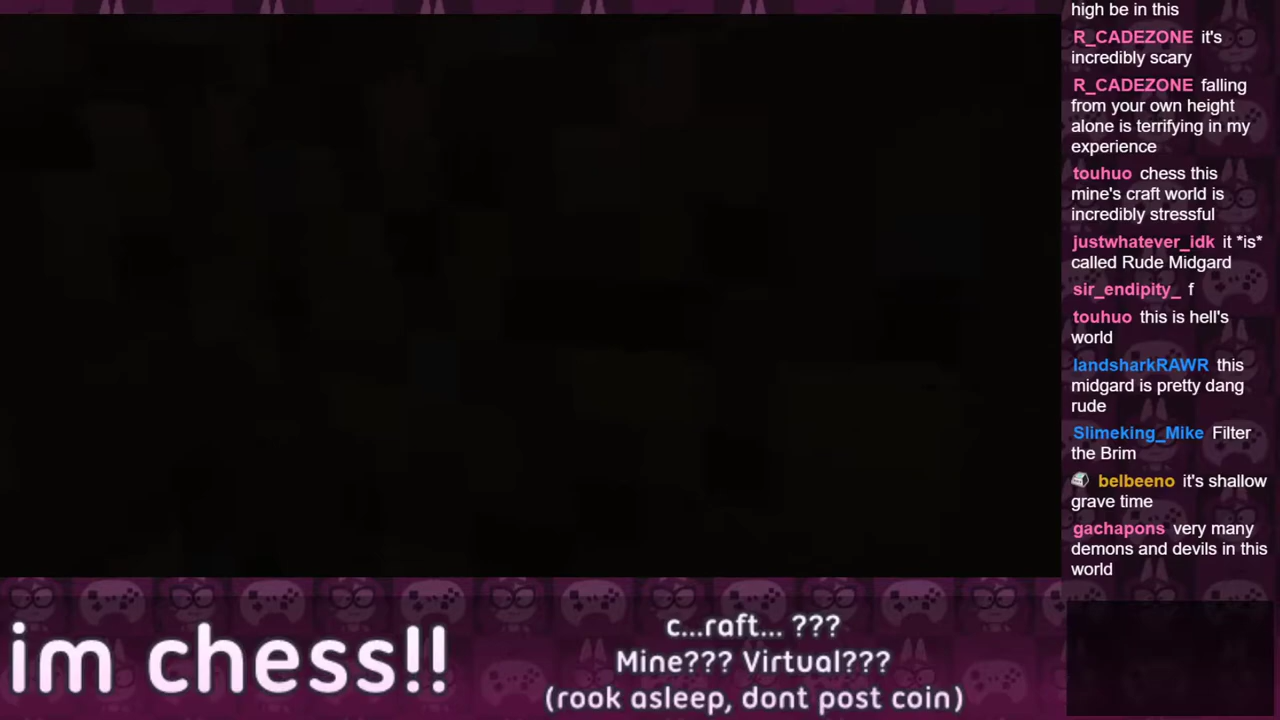 high be in this
R_CADEZONE it's
incredibly scary
R_CADEZONE falling
from your own height
alone is terrifying in my
experience
touhuo chess this
mine's craft world is
incredibly stressful
justwhatever_idk it *is*
called Rude Midgard
sir_endipity_ f
touhuo this is hell's
world
landsharkRAWR this
midgard is pretty dang
rude
Slimeking_Mike Filter
the Brim
belbeeno it's shallow
grave time
gachapons very many
demons and devils in this
world
im chess!!
c...raft... ???
Mine??? Virtual???
(rook asleep, dont post coin)